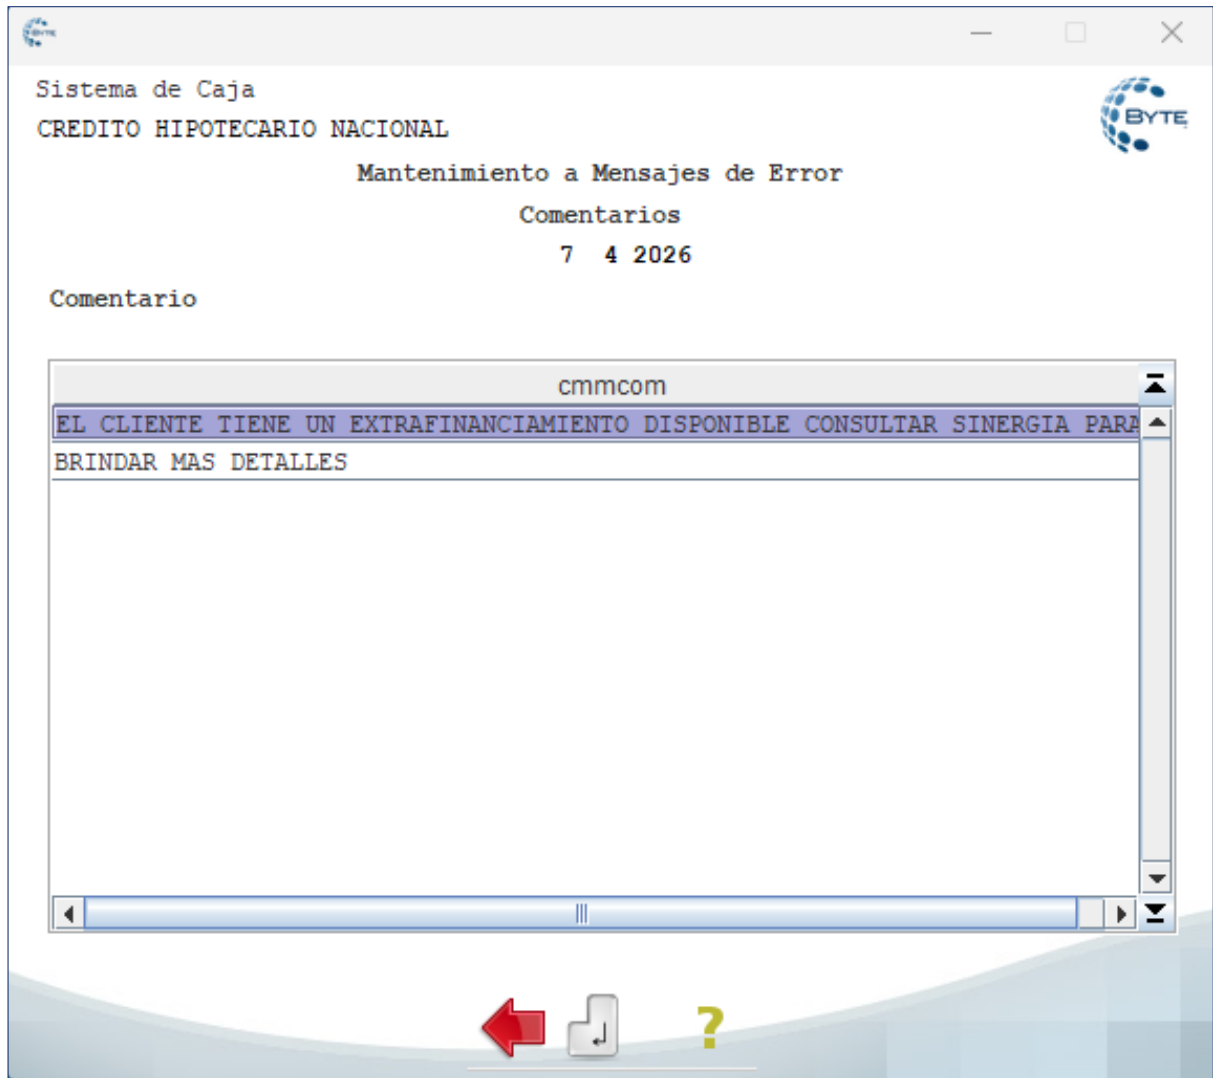 BYTE
Sistema de Caja
CREDITO HIPOTECARIO NACIONAL
BYTE
Mantenimiento a Mensajes de Error
Comentarios
7 4 2026
Comentario
cmmcom
EL CLIENTE TIENE UN EXTRAFINANCIAMIENTO DISPONIBLE CONSULTAR SINERGIA PARA
BRINDAR MAS DETALLES
?